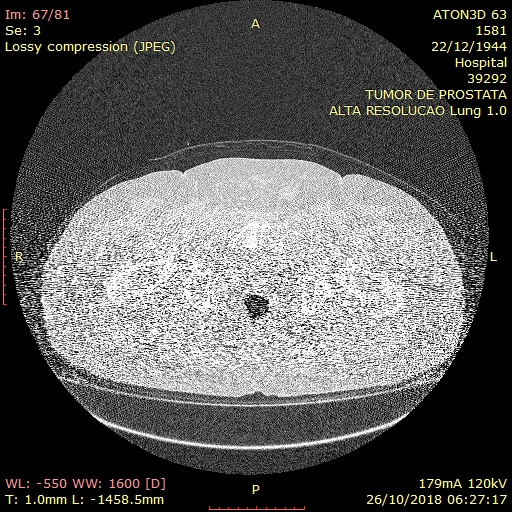 Im: 67/81
Se: 3
Lossy compression (JPEG)
A
ATON3D 63
1581
22/12/1944
Hospital
39292
TUMOR DE PROSTATA
ALTA RESOLUCAO Lung 1.0
R
L
WL: -550 WW: 1600 [D]
T: 1.0mm L: -1458.5mm
P
179mA 120kV
26/10/2018 06:27:17